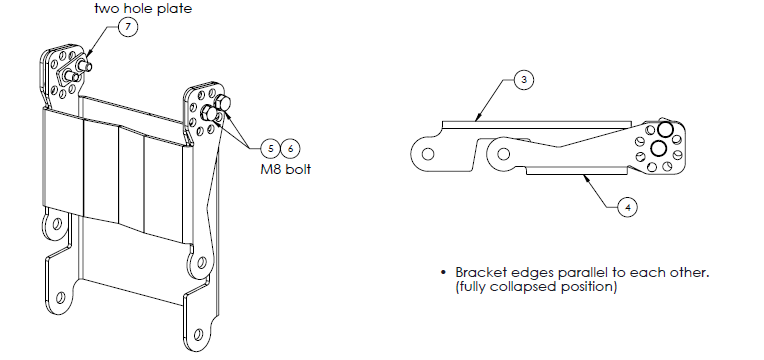 two hole plate
7
3
5 6
M8 bolt
4
• Bracket edges parallel to each other.
(fully collapsed position)